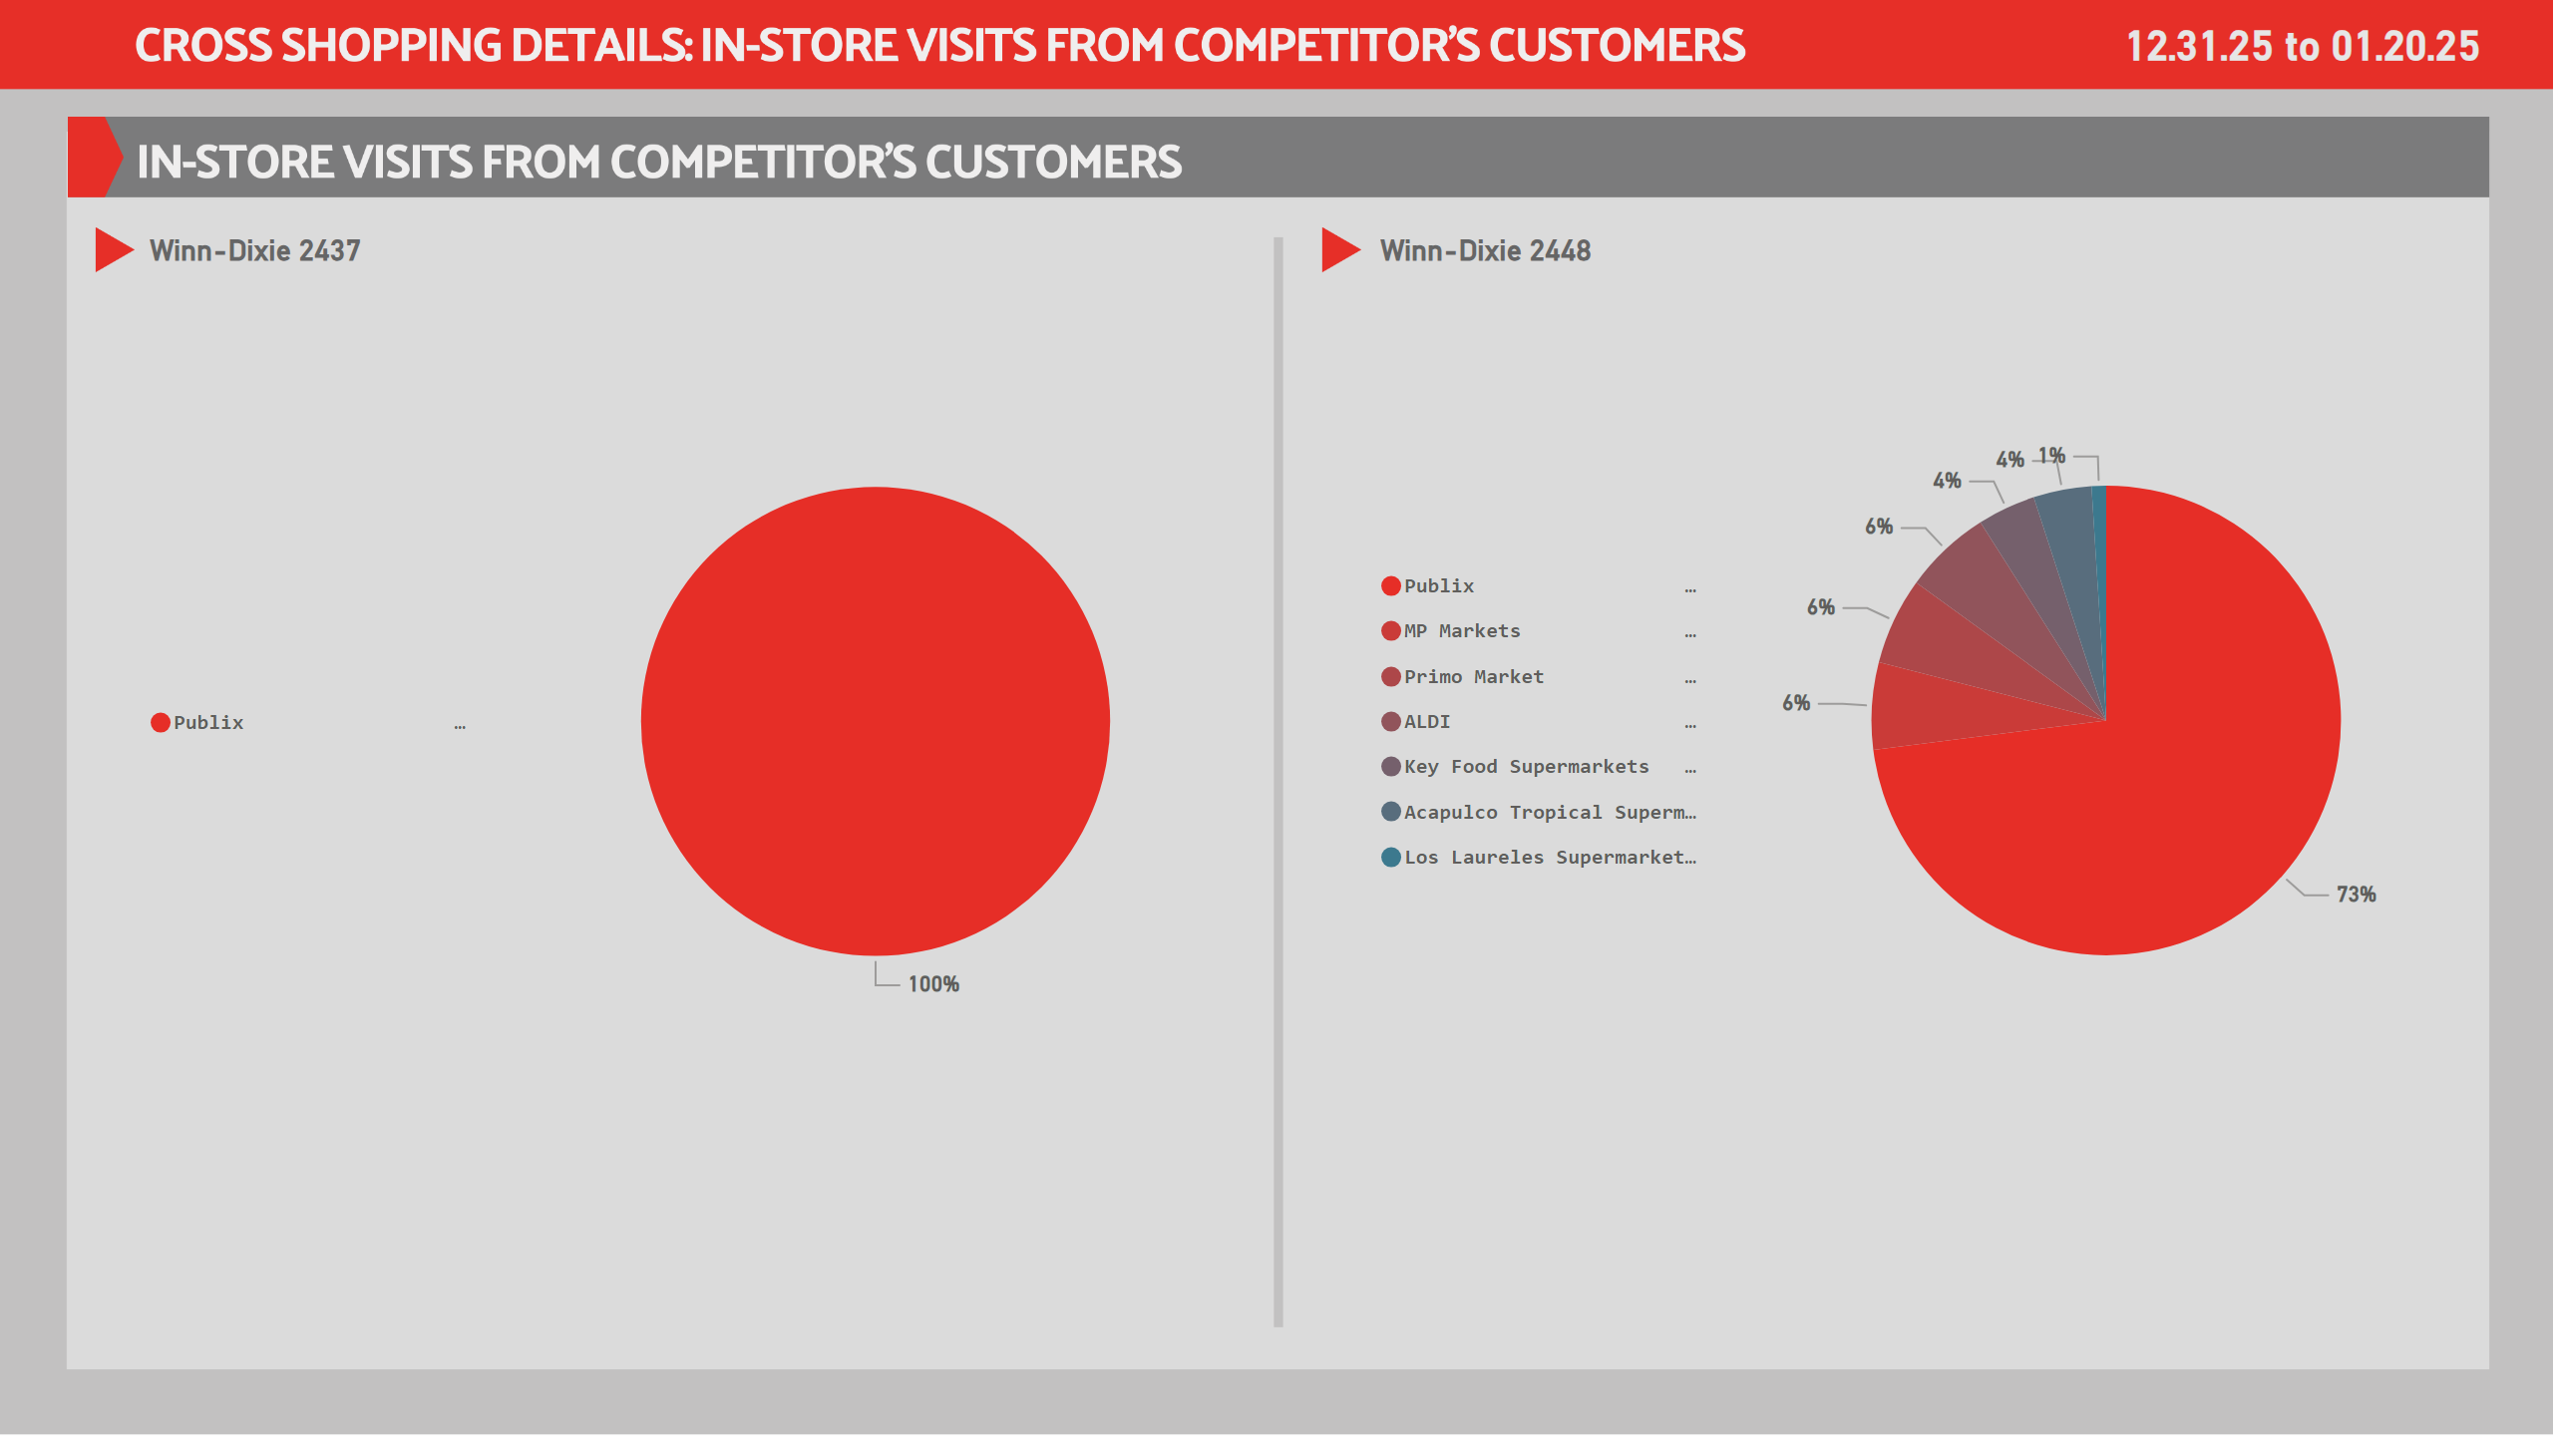 CROSS SHOPPING DETAILS: IN-STORE VISITS FROM COMPETITOR'S CUSTOMERS
12.31.25 to 01.20.25
IN-STORE VISITS FROM COMPETITOR'S CUSTOMERS
Winn-Dixie 2437
Publix …
100%
Winn-Dixie 2448
Publix …
MP Markets …
Primo Market …
ALDI …
Key Food Supermarkets …
Acapulco Tropical Superm…
Los Laureles Supermarket…
1%
4%
4%
6%
6%
6%
73%